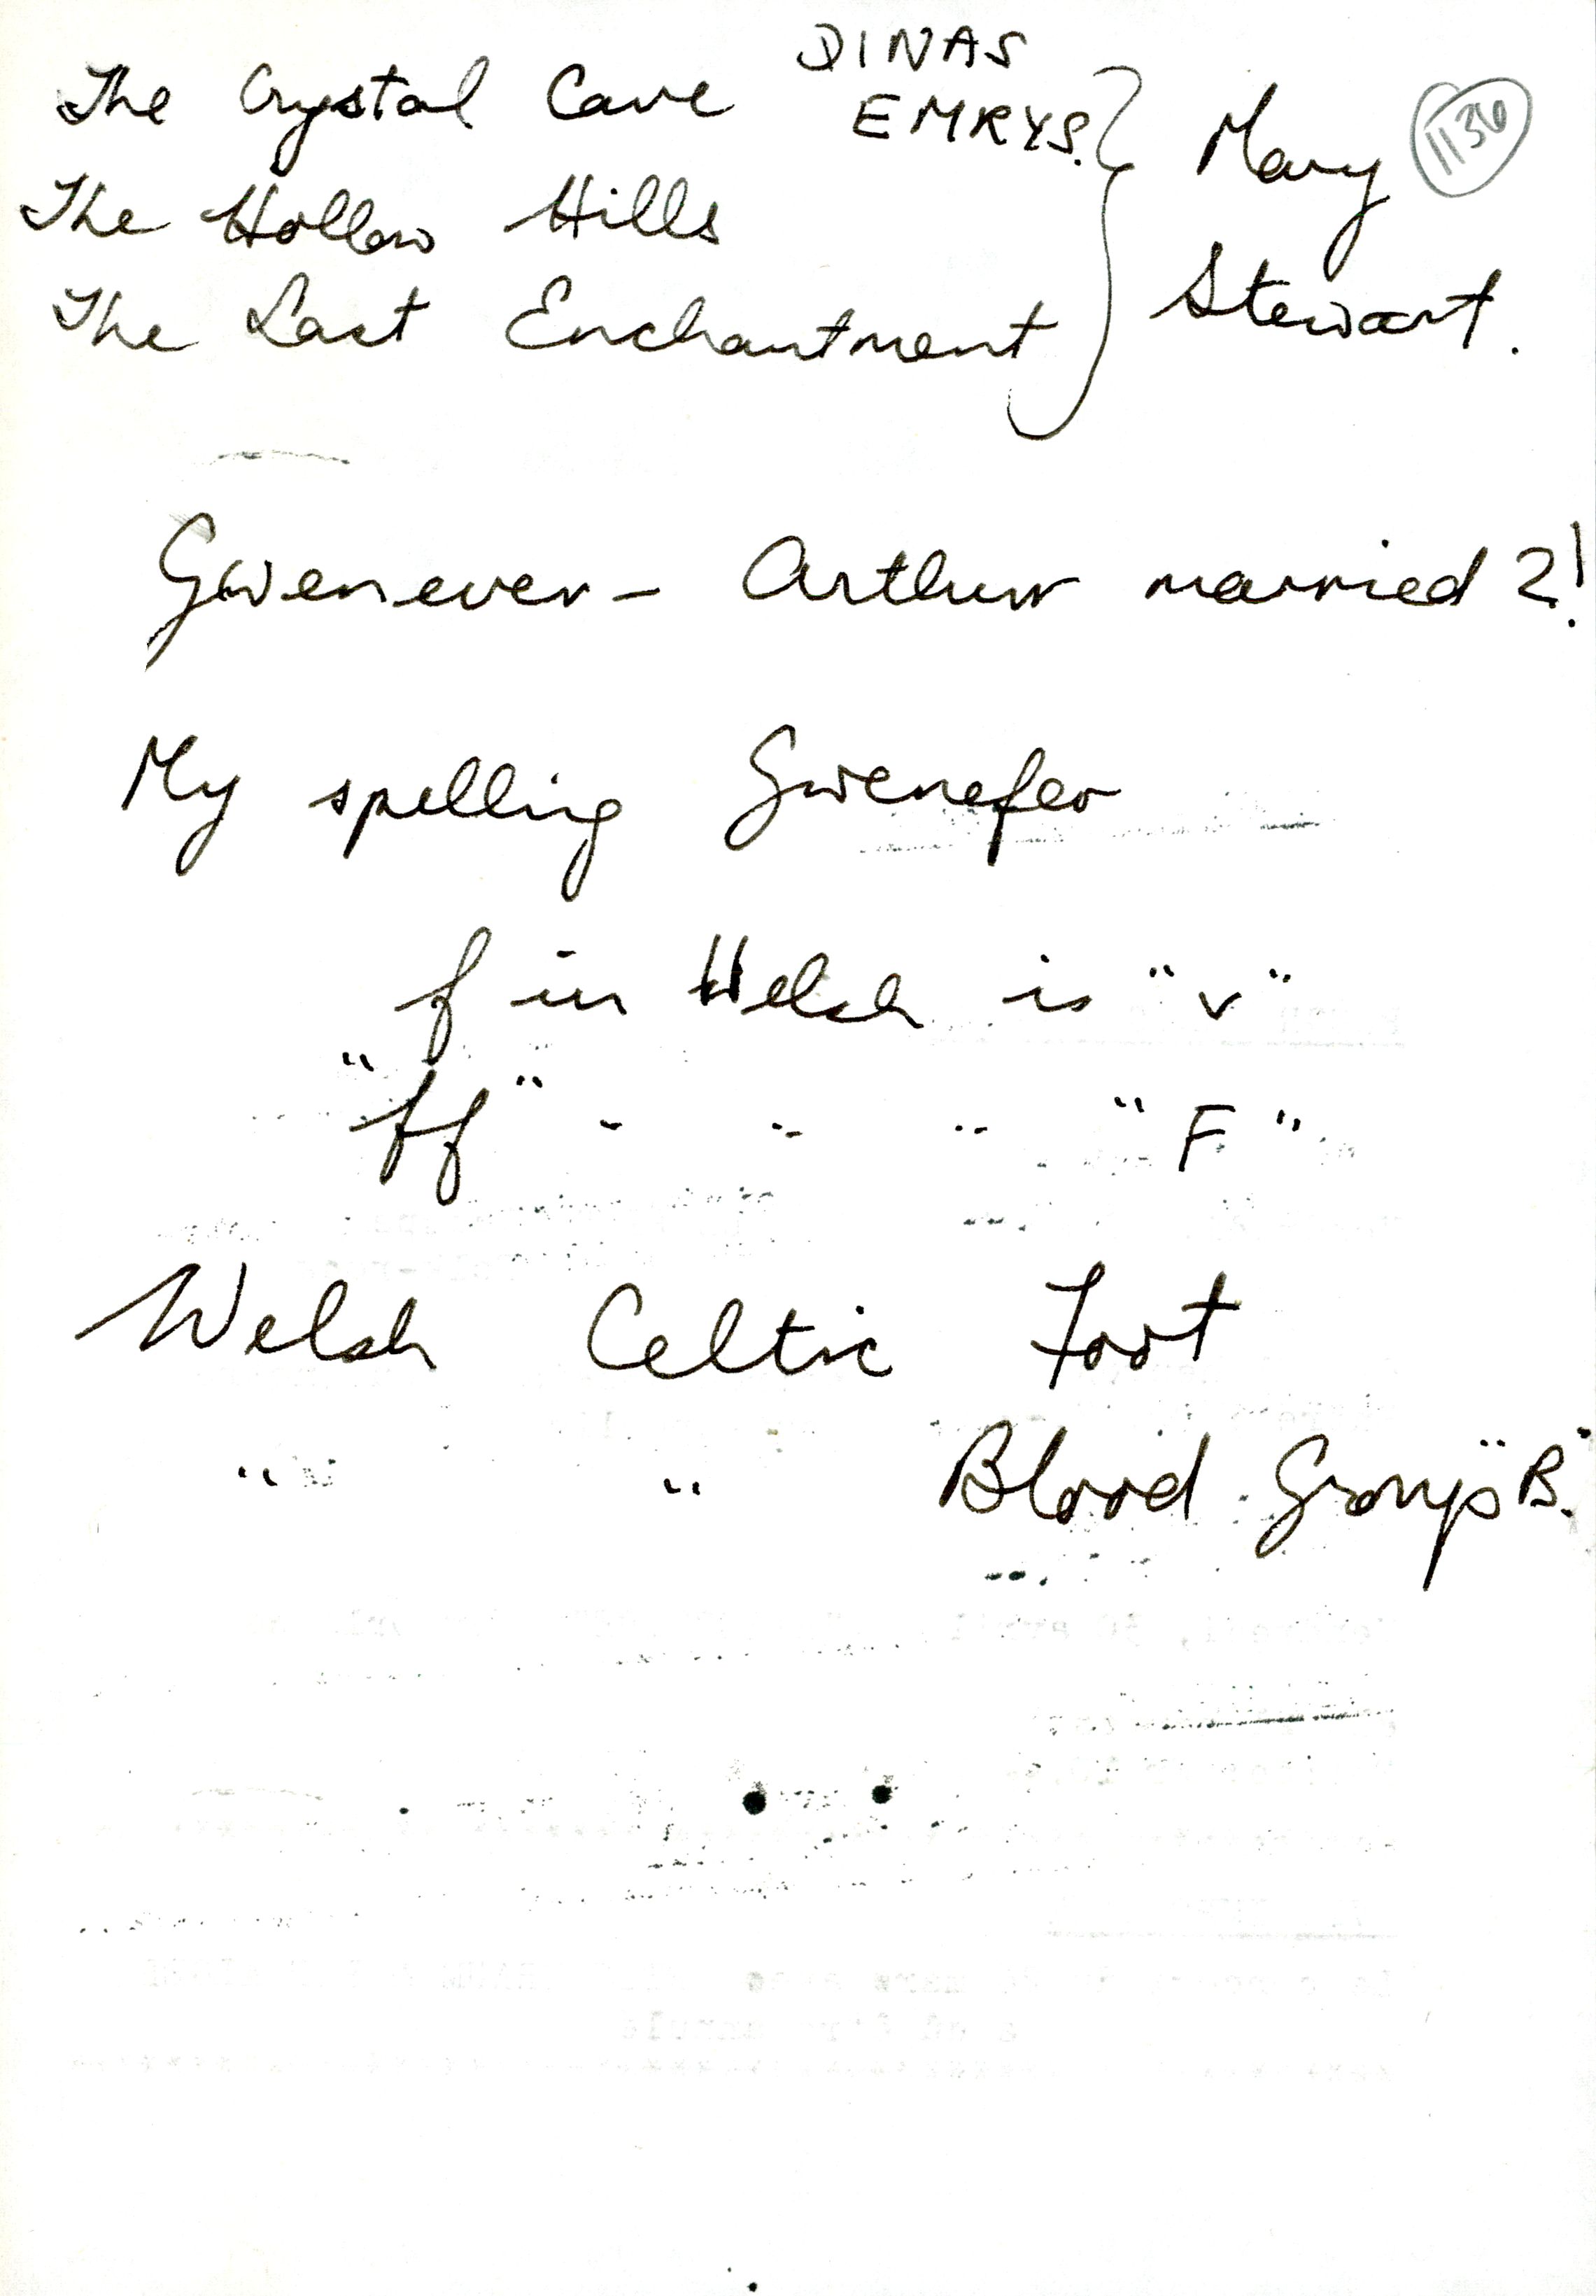 The Crystal Cave DINAS EMRYS.
The Hollow Hills
The Last Enchantment } Mary Stewart.
1136
Gwenever - Arthur married 2!
My spelling Gwenefer
f in Welsh is "v"
"ff" " " " "F"
Welsh Celtic Foot
" " Blood Group "B."